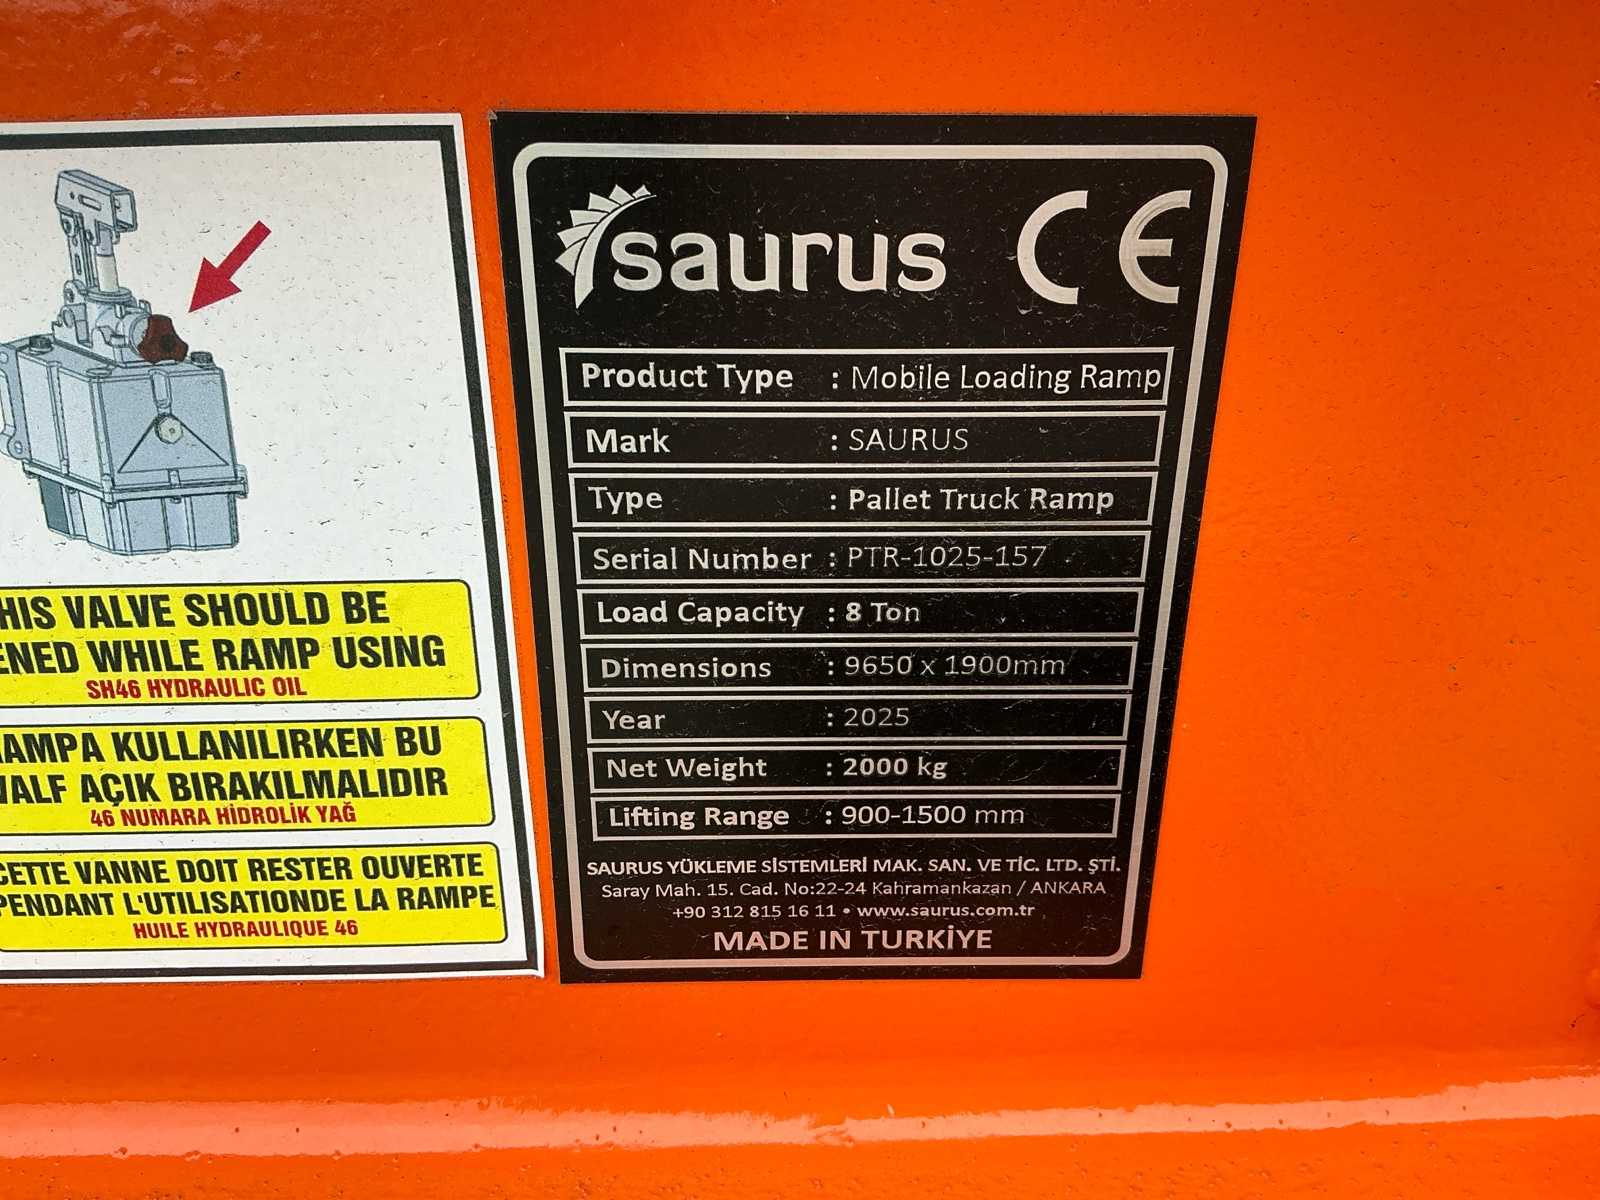 HIS VALVE SHOULD BE
ENED WHILE RAMP USING
SH46 HYDRAULIC OIL
AMPA KULLANILIRKEN BU
VALF AÇIK BIRAKILMALIDIR
46 NUMARA HİDROLİK YAĞ
CETTE VANNE DOIT RESTER OUVERTE
PENDANT L'UTILISATIONDE LA RAMPE
HUILE HYDRAULIQUE 46
saurus CE
Product Type : Mobile Loading Ramp
Mark : SAURUS
Type : Pallet Truck Ramp
Serial Number : PTR-1025-157
Load Capacity : 8 Ton
Dimensions : 9650 x 1900mm
Year : 2025
Net Weight : 2000 kg
Lifting Range : 900-1500 mm
SAURUS YÜKLEME SİSTEMLERİ MAK. SAN. VE TİC. LTD. ŞTİ.
Saray Mah. 15. Cad. No:22-24 Kahramankazan / ANKARA
+90 312 815 16 11 • www.saurus.com.tr
MADE IN TURKİYE